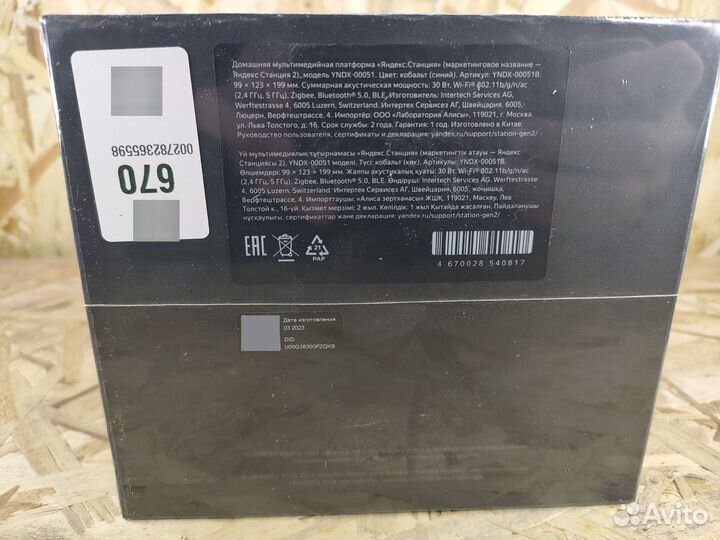 002782365598
670
Домашняя мультимедийная платформа «Яндекс.Станция» (маркетинговое название —
Яндекс Станция 2), модель YNDX-00051. Цвет: кобальт (синий). Артикул: YNDX-00051B.
99 × 123 × 199 мм. Суммарная акустическая мощность: 30 Вт, Wi-Fi® 802.11b/g/n/ac
(2,4 ГГц, 5 ГГц), Zigbee, Bluetooth® 5.0, BLE. Изготовитель: Intertech Services AG,
Werftestrasse 4, 6005 Luzern, Switzerland. Интертех Сервисез АГ, Швейцария, 6005,
Люцерн, Верфтештрассе, 4. Импортёр: ООО «Лаборатория Алисы», 119021, г. Москва,
ул. Льва Толстого, д. 16. Срок службы: 2 года. Гарантия: 1 год. Изготовлено в Китае.
Руководство пользователя, сертификаты и декларация: yandex.ru/support/station-gen2/
Үй мультимедиялық тұғырнамасы «Яндекс.Станция» (маркетингтік атауы — Яндекс
Станциясы 2), YNDX-00051 моделі. Түсі: кобальт (көк). Артикулы: YNDX-00051B.
Өлшемдері: 99 × 123 × 199 мм. Жалпы акустикалық қуаты: 30 Вт, Wi-Fi® 802.11b/g/n/ac
(2,4 ГГц, 5 ГГц), Zigbee, Bluetooth® 5.0, BLE. Өндіруші: Intertech Services AG, Werftestrasse
4, 6005 Luzern, Switzerland: Интертех Сервисез АГ, Швейцария, 6005,
Верфтештрассе, 4. Импорттаушы: «Алиса зертханасы» ЖШҚ, 119021, Мәскеу, Лев
Толстой к., 16-үй. Қызмет мерзімі: 2 жыл. Кепілдік: 1 жыл Қытайда жасалған. Пайдаланушы
нұсқаулығы, сертификаттар және декларация: yandex.ru/support/station-gen2/
EAC
21
PAP
4 670028 540817
Дата изготовления:
03 2023
DID
U00G38300PZQKB
Avito